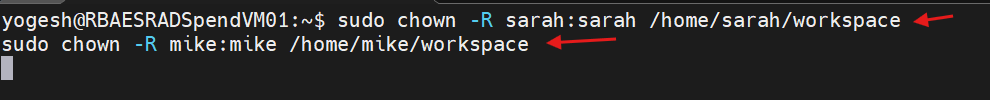 yogesh@RBAESRADSpendVM01:~$ sudo chown -R sarah:sarah /home/sarah/workspace
sudo chown -R mike:mike /home/mike/workspace